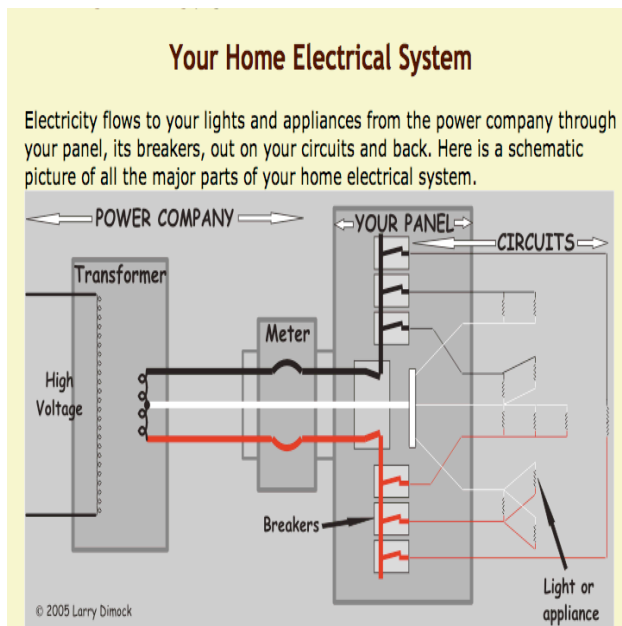 Your Home Electrical System
Electricity flows to your lights and appliances from the power company through
your panel, its breakers, out on your circuits and back. Here is a schematic
picture of all the major parts of your home electrical system.
POWER COMPANY
YOUR PANEL
CIRCUITS
Transformer
Meter
High
Voltage
Breakers
Light or
appliance
© 2005 Larry Dimock